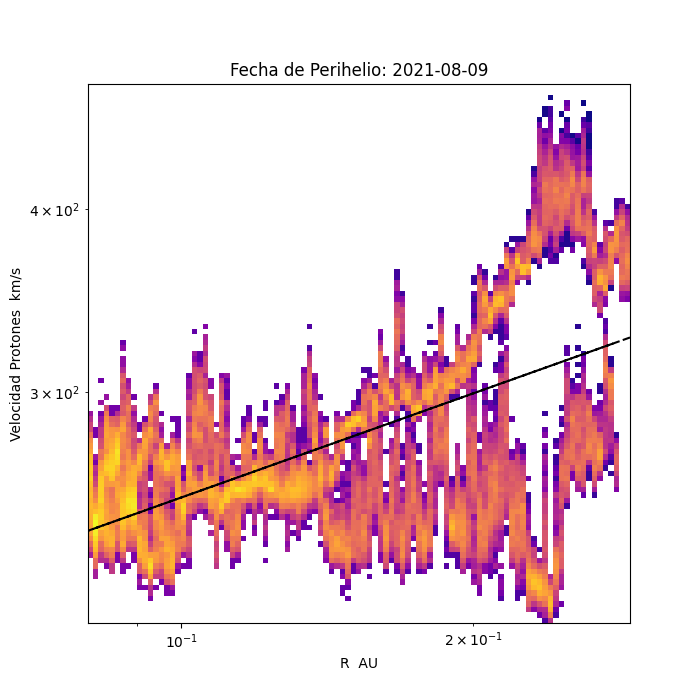 Fecha de Perihelio: 2021-08-09
Velocidad Protones km/s
4 × 10²
3 × 10²
10⁻¹
2 × 10⁻¹
R AU